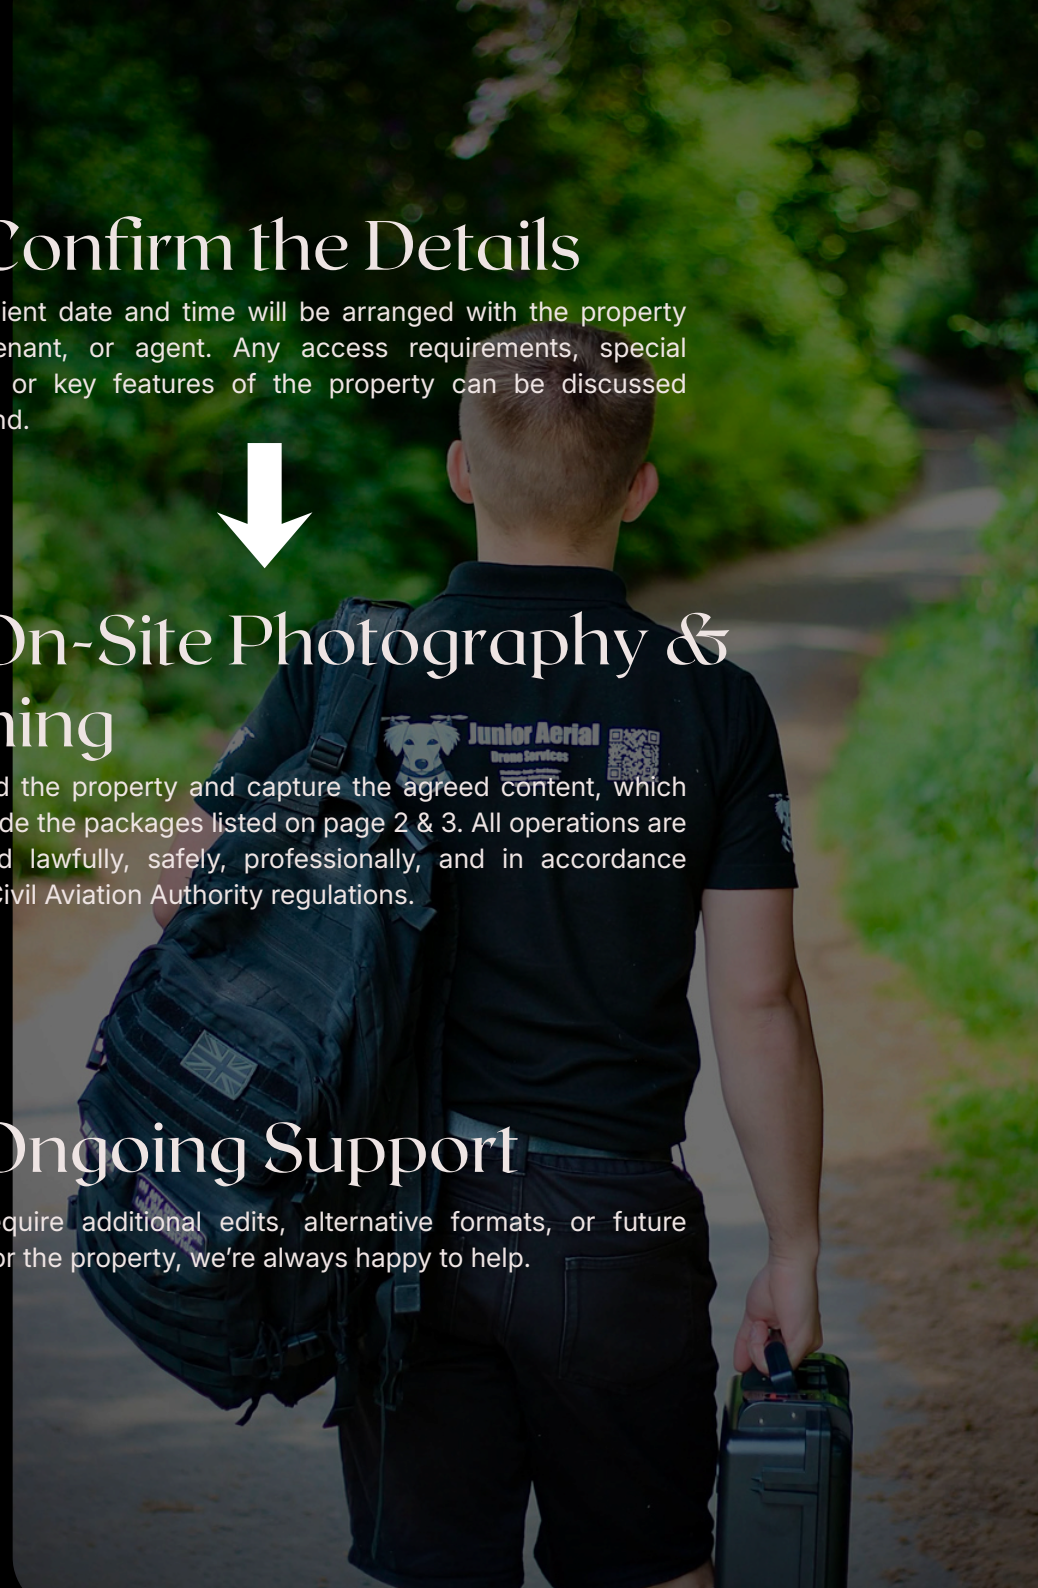 Confirm the Details
ient date and time will be arranged with the property
enant, or agent. Any access requirements, special
or key features of the property can be discussed
nd.
On-Site Photography &
ning
Junior Aerial
Drone Services
d the property and capture the agreed content, which
de the packages listed on page 2 & 3. All operations are
d lawfully, safely, professionally, and in accordance
Civil Aviation Authority regulations.
Ongoing Support
equire additional edits, alternative formats, or future
or the property, we’re always happy to help.